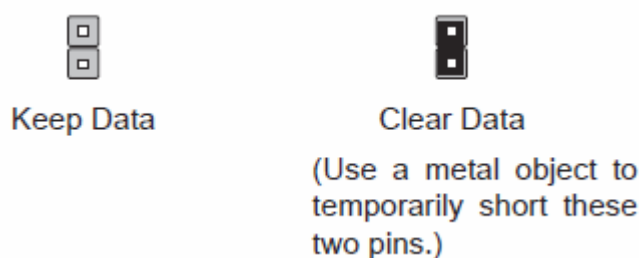 Keep Data
Clear Data
(Use a metal object to
temporarily short these
two pins.)